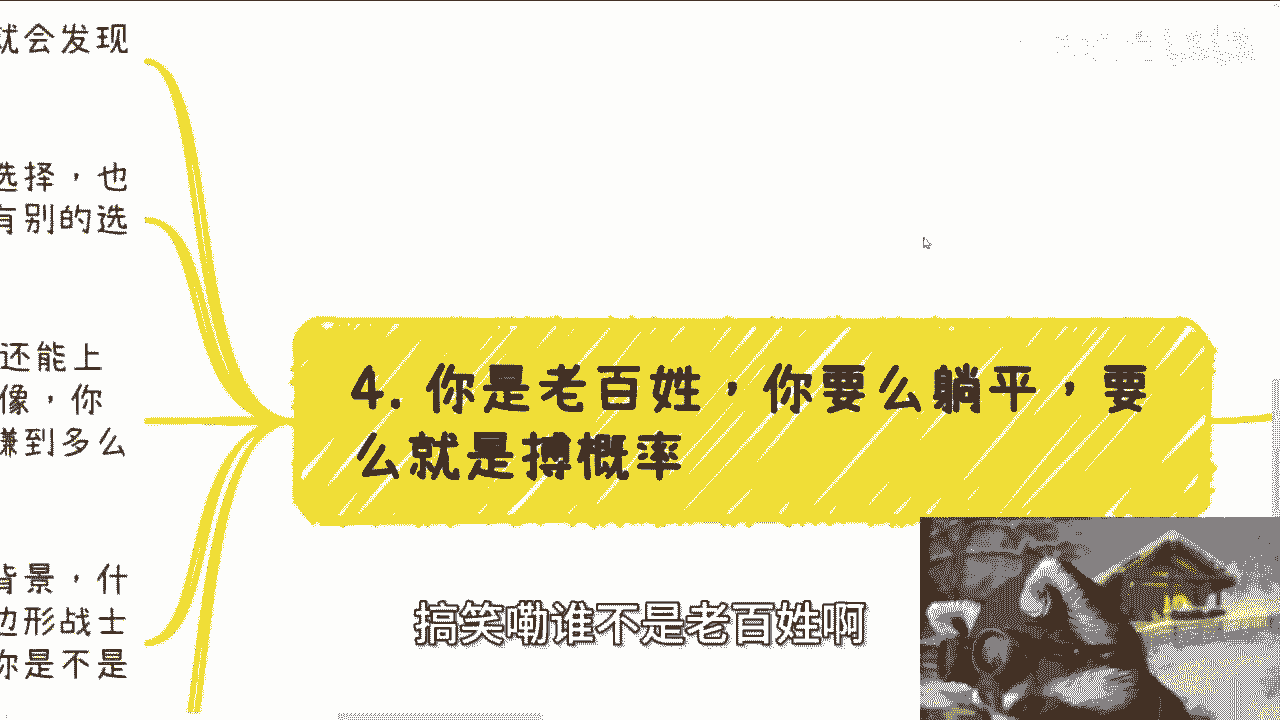 就会发现
选择，也
有别的选
还能上
像，你
赚到多么
背景，什
边形战士
你是不是
4. 你是老百姓，你要么躺平，要
么就是搏概率
搞笑嘞谁不是老百姓啊